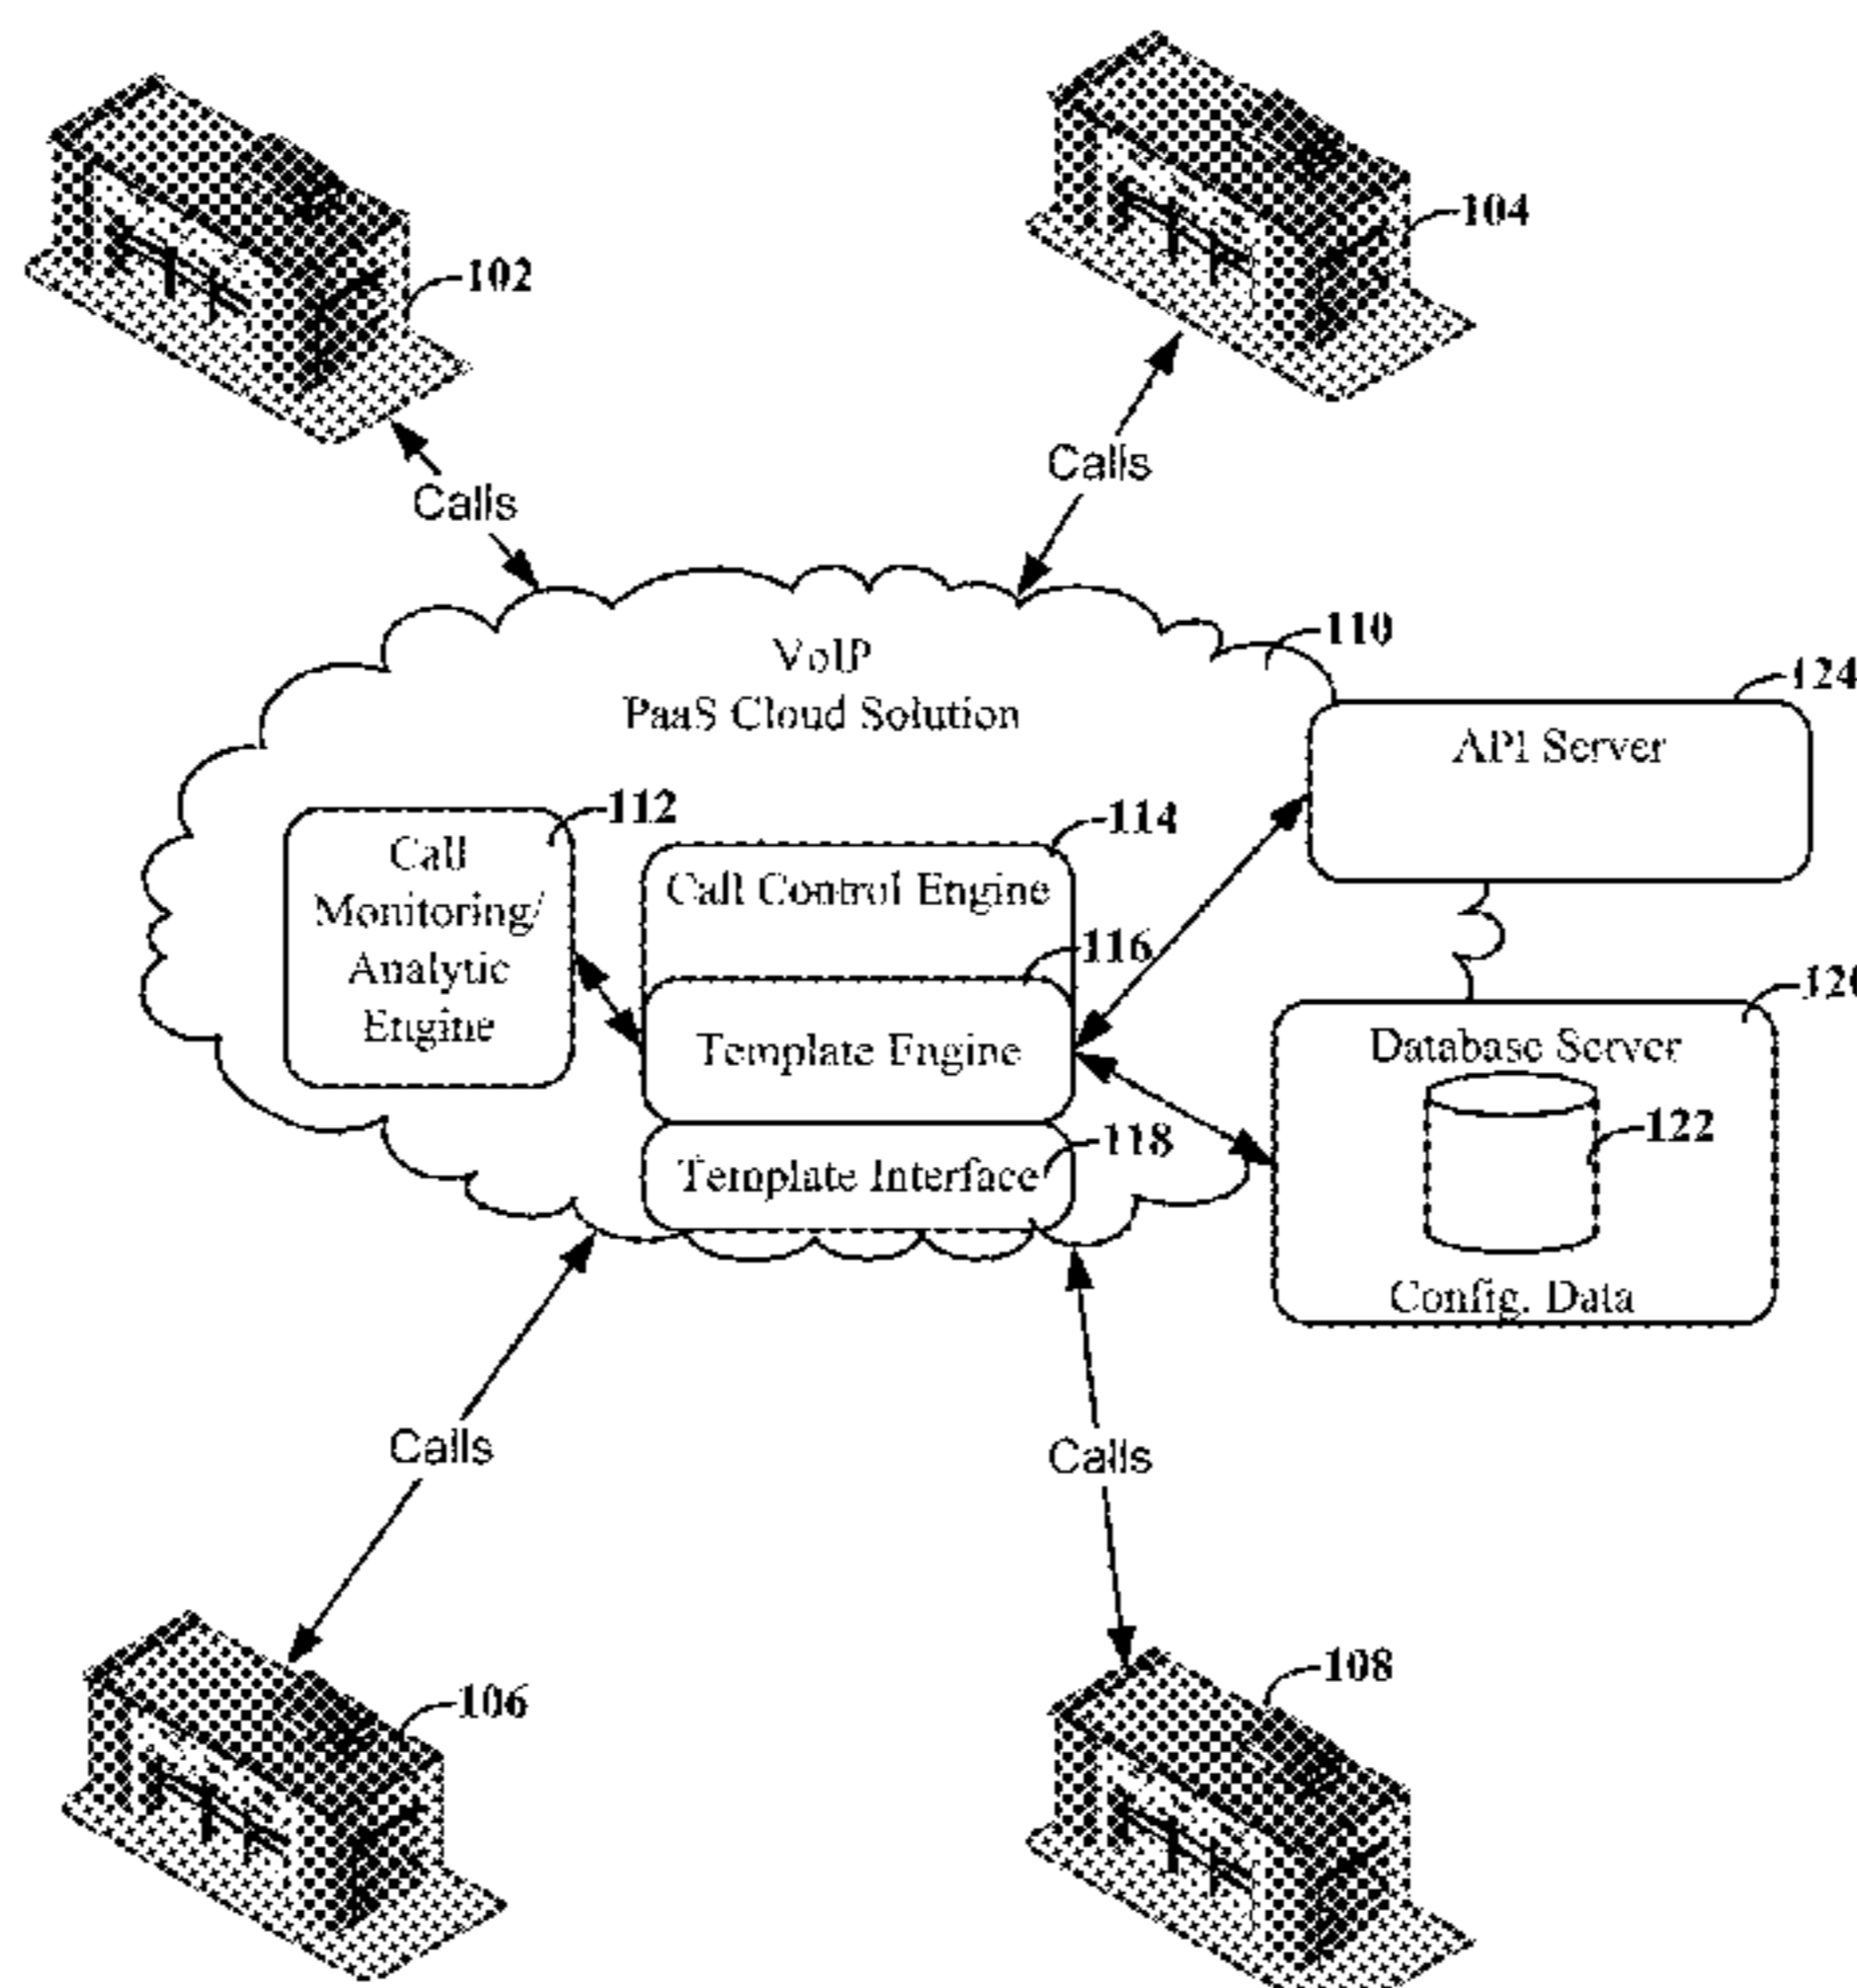 104
102
Calls
Calls
110
VoIP
PaaS Cloud Solution
124
API Server
112
Call
Monitoring/
Analytic
Engine
114
Call Control Engine
116
Template Engine
120
Database Server
122
118
Template Interface
Config. Data
Calls
Calls
108
106